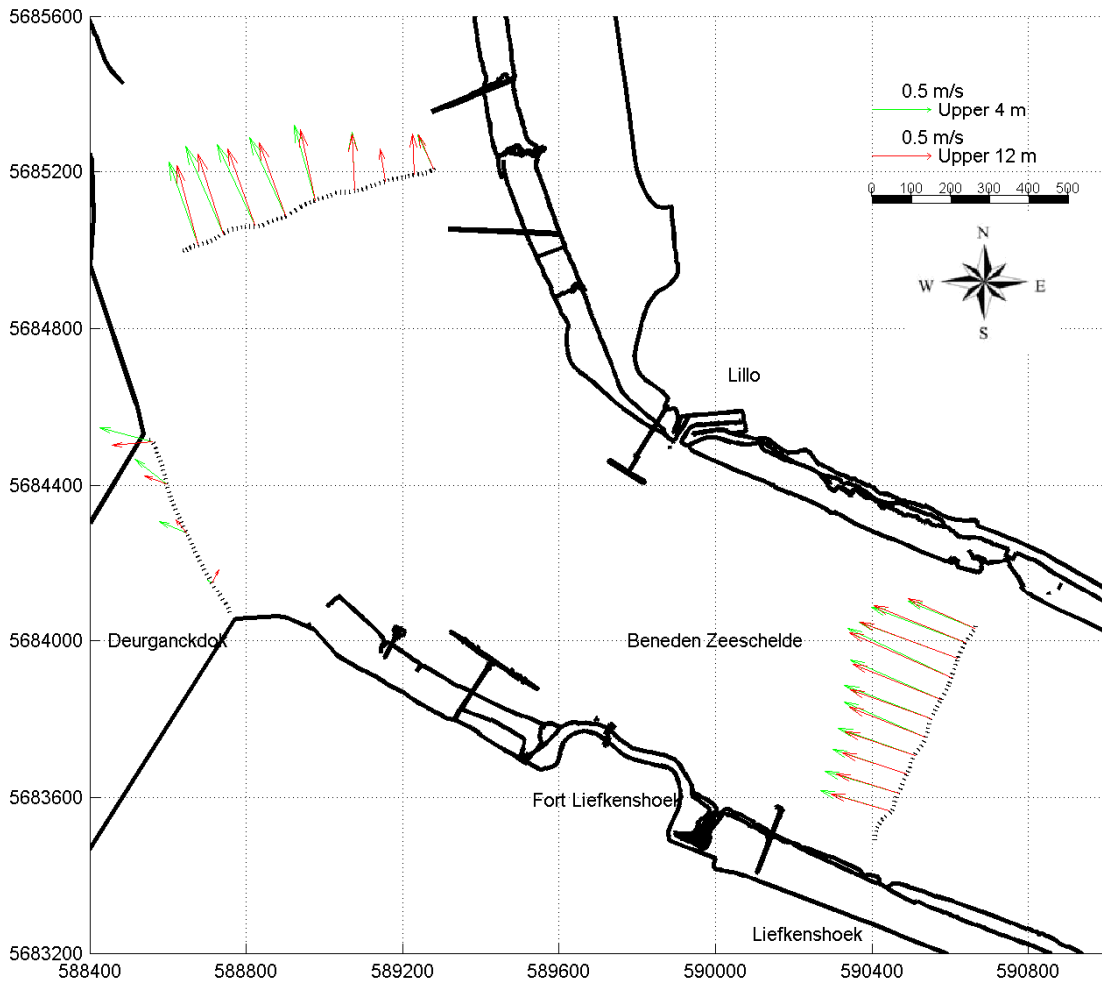 5685600
5685200
5684800
5684400
5684000
5683600
5683200
588400
588800
589200
589600
590000
590400
590800
0.5 m/s
Upper 4 m
0.5 m/s
Upper 12 m
0 100 200 300 400 500
N
W E
S
Lillo
Deurganckdok
Beneden Zeeschelde
Fort Liefkenshoek
Liefkenshoek